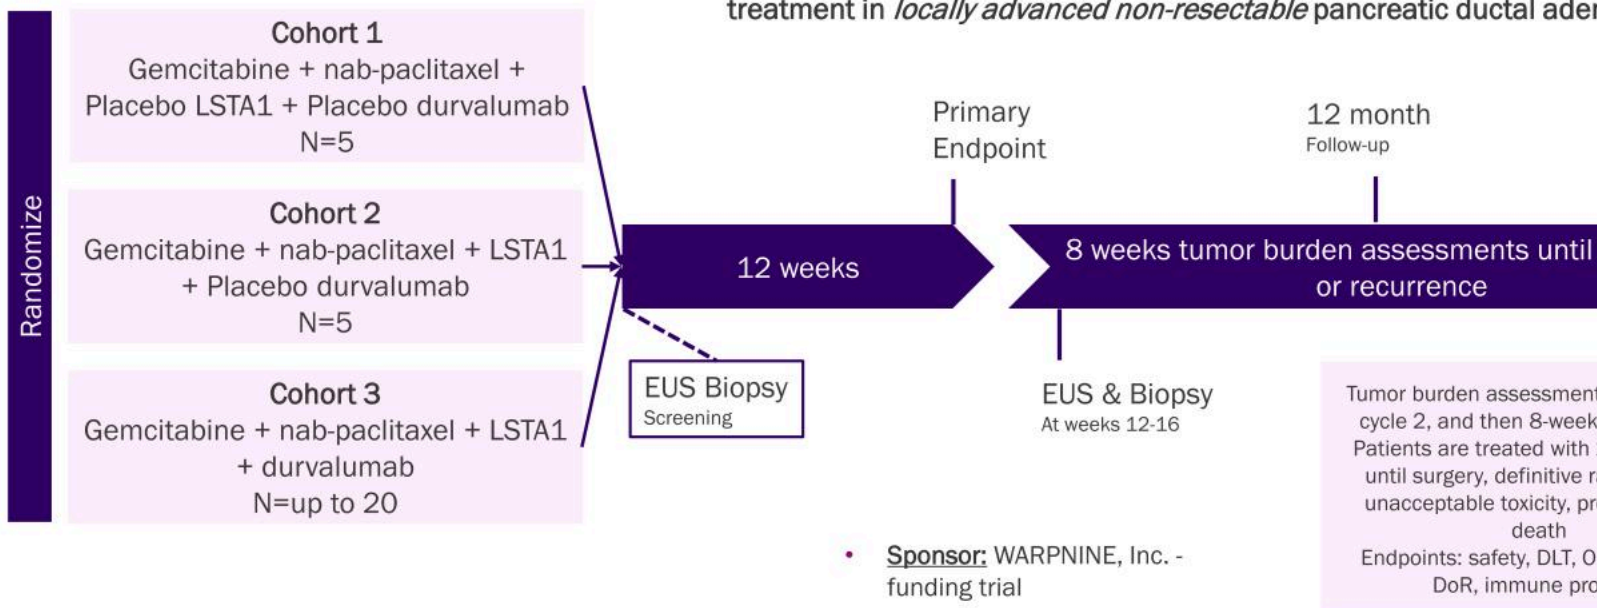 treatment in locally advanced non-resectable pancreatic ductal
Randomize
Cohort 1
Gemcitabine + nab-paclitaxel +
Placebo LSTA1 + Placebo durvalumab
N=5
Cohort 2
Gemcitabine + nab-paclitaxel + LSTA1
+ Placebo durvalumab
N=5
Cohort 3
Gemcitabine + nab-paclitaxel + LSTA1
+ durvalumab
N=up to 20
Primary
Endpoint
12 month
Follow-up
12 weeks
8 weeks tumor burden assessments until
or recurrence
EUS Biopsy
Screening
EUS & Biopsy
At weeks 12-16
Tumor burden assessment
cycle 2, and then 8-week
Patients are treated with
until surgery, definitive
unacceptable toxicity,
death
Endpoints: safety, DLT,
DoR, immune
• Sponsor: WARPNINE, Inc. -
funding trial